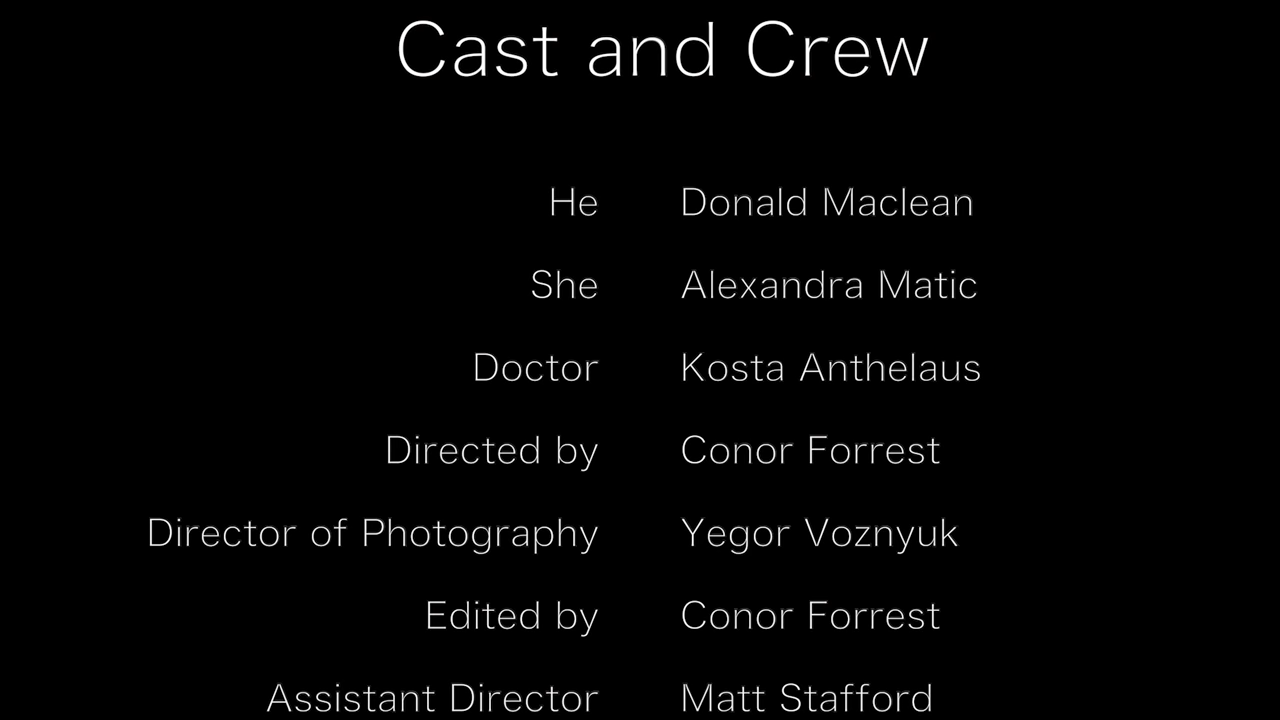 Cast and Crew
He Donald Maclean
She Alexandra Matic
Doctor Kosta Anthelaus
Directed by Conor Forrest
Director of Photography Yegor Voznyuk
Edited by Conor Forrest
Assistant Director Matt Stafford